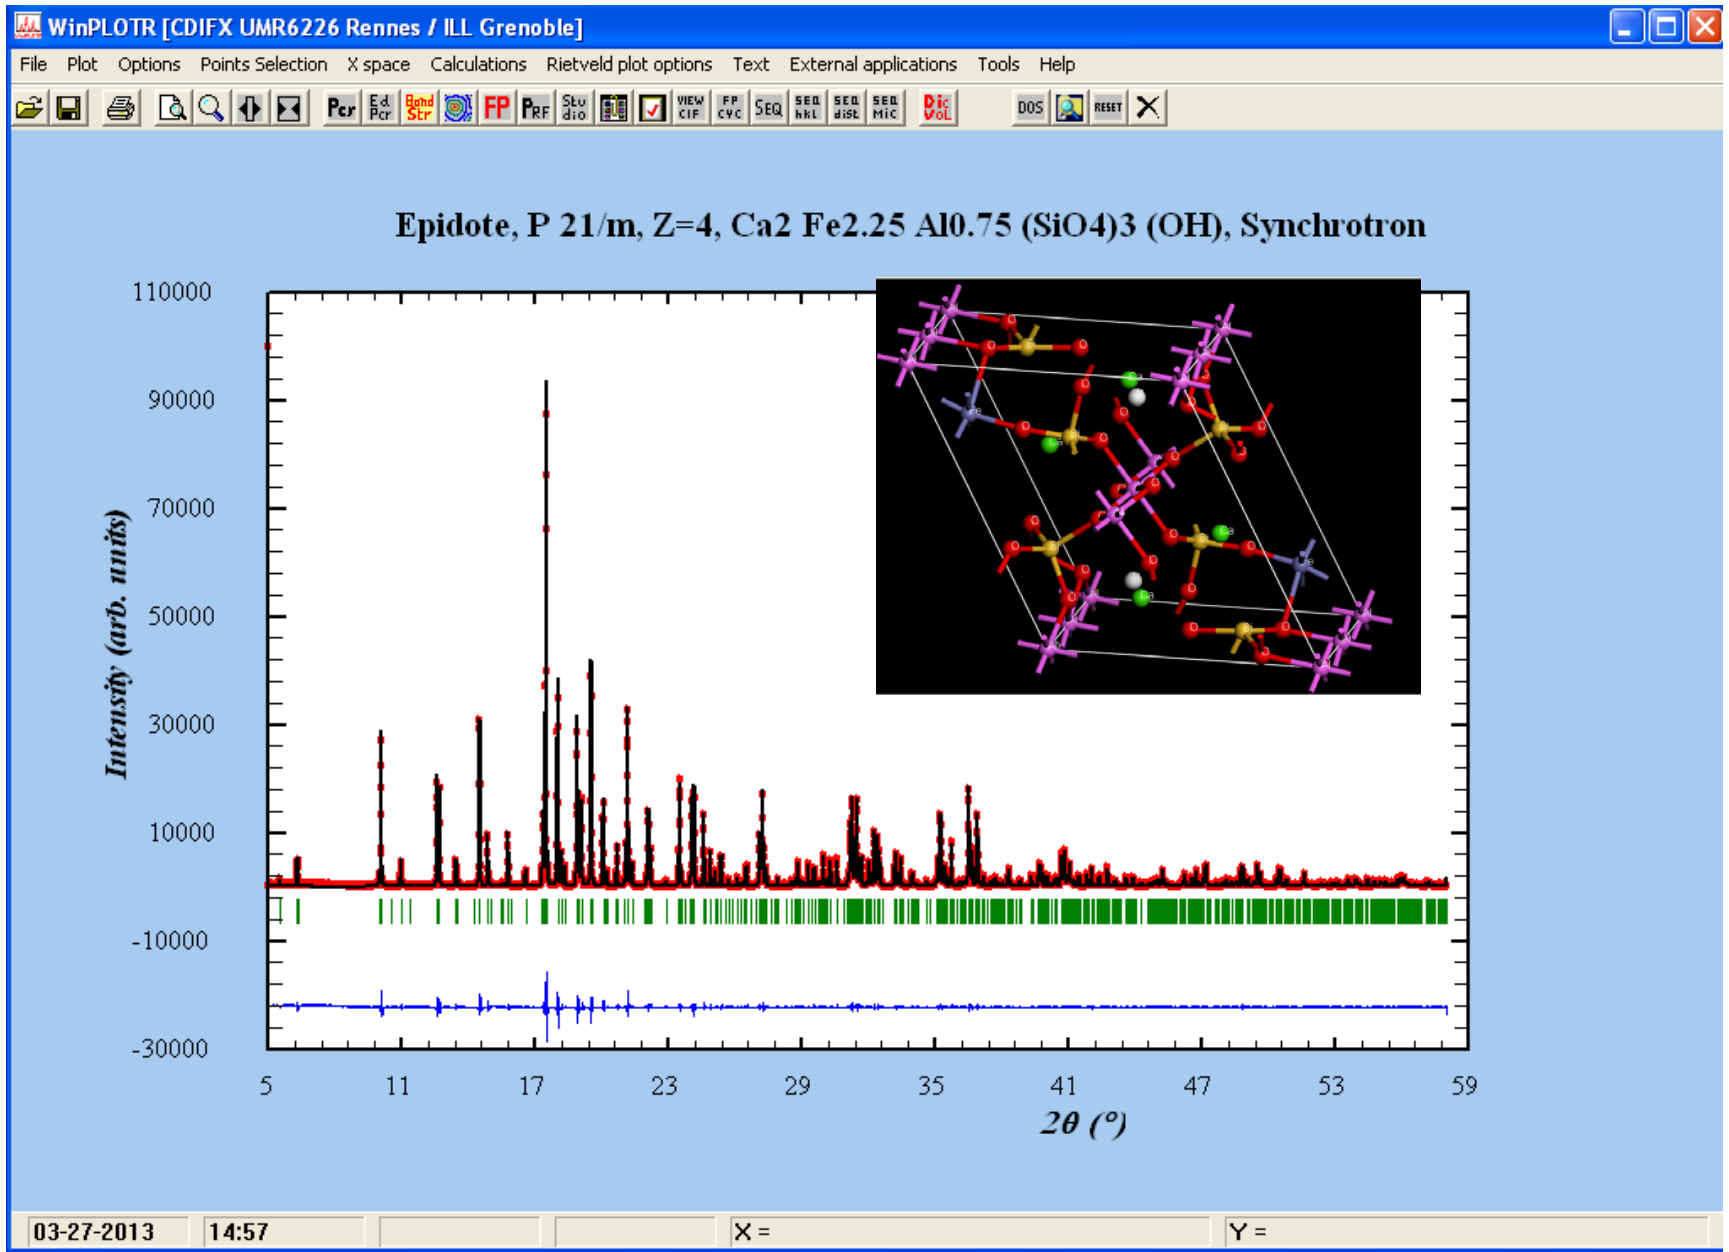 WinPLOTR [CDIFX UMR6226 Rennes / ILL Grenoble]
File Plot Options Points Selection X space Calculations Rietveld plot options Text External applications Tools Help
Pcr Ed Pcr Bond Str FP PRF Stu dio VIEW CIF FP CYC SEQ SEQ hkl SEQ dist SEQ MIC Dic VOL DOS RESET
Epidote, P 21/m, Z=4, Ca2 Fe2.25 Al0.75 (SiO4)3 (OH), Synchrotron
110000
90000
70000
50000
30000
10000
-10000
-30000
Intensity (arb. units)
5 11 17 23 29 35 41 47 53 59
2θ (°)
03-27-2013 14:57 X = Y =